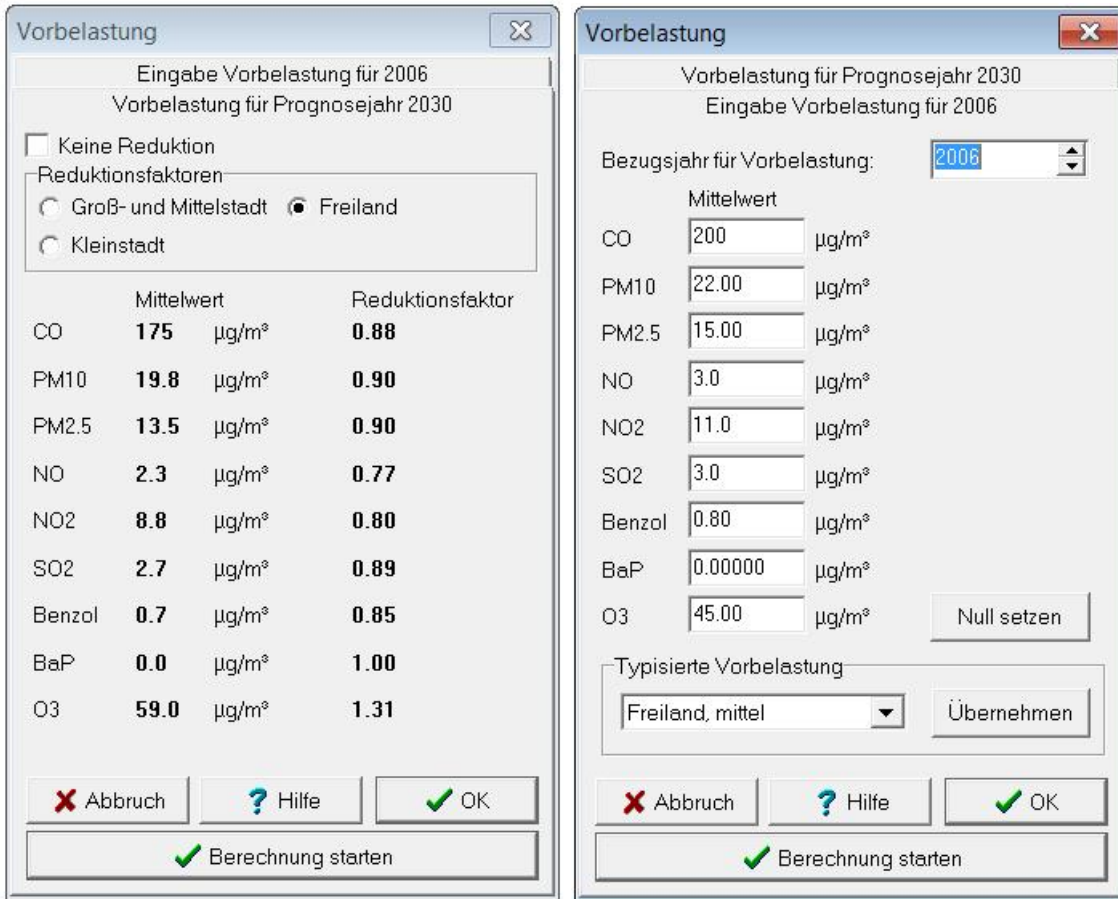 Vorbelastung
Eingabe Vorbelastung für 2006
Vorbelastung für Prognosejahr 2030
Keine Reduktion
Reduktionsfaktoren
Groß- und Mittelstadt Freiland
Kleinstadt
Mittelwert Reduktionsfaktor
CO 175 µg/m³ 0.88
PM10 19.8 µg/m³ 0.90
PM2.5 13.5 µg/m³ 0.90
NO 2.3 µg/m³ 0.77
NO2 8.8 µg/m³ 0.80
SO2 2.7 µg/m³ 0.89
Benzol 0.7 µg/m³ 0.85
BaP 0.0 µg/m³ 1.00
O3 59.0 µg/m³ 1.31
Abbruch Hilfe OK
Berechnung starten
Vorbelastung
Vorbelastung für Prognosejahr 2030
Eingabe Vorbelastung für 2006
Bezugsjahr für Vorbelastung: 2006
Mittelwert
CO 200 µg/m³
PM10 22.00 µg/m³
PM2.5 15.00 µg/m³
NO 3.0 µg/m³
NO2 11.0 µg/m³
SO2 3.0 µg/m³
Benzol 0.80 µg/m³
BaP 0.00000 µg/m³
O3 45.00 µg/m³ Null setzen
Typisierte Vorbelastung
Freiland, mittel Übernehmen
Abbruch Hilfe OK
Berechnung starten